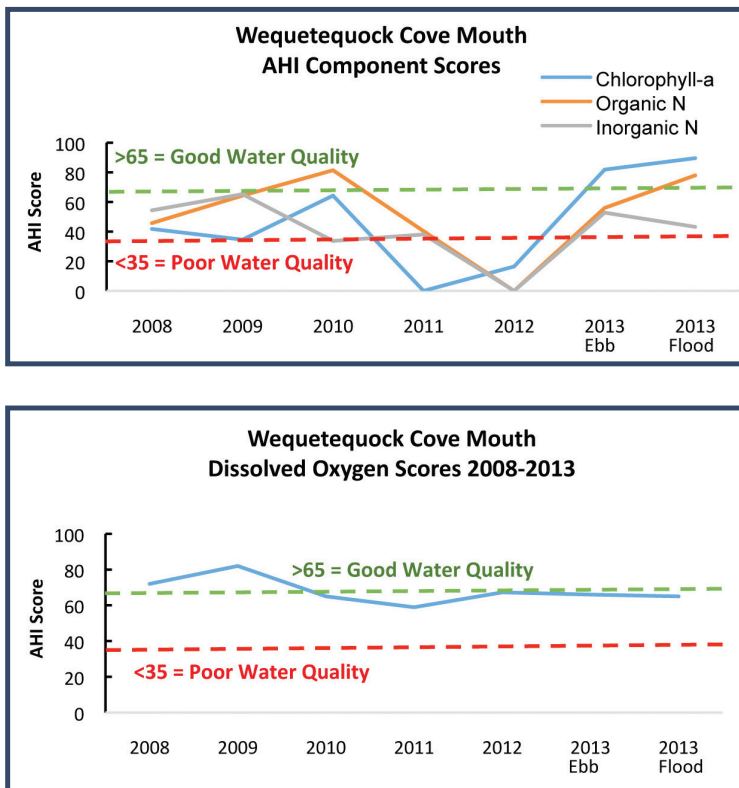 Wequetequock Cove Mouth
AHI Component Scores
Chlorophyll-a
Organic N
Inorganic N
AHI Score
100
80
60
40
20
0
>65 = Good Water Quality
<35 = Poor Water Quality
2008 2009 2010 2011 2012 2013 2013
Ebb Flood
Wequetequock Cove Mouth
Dissolved Oxygen Scores 2008-2013
AHI Score
100
80
60
40
20
0
>65 = Good Water Quality
<35 = Poor Water Quality
2008 2009 2010 2011 2012 2013 2013
Ebb Flood